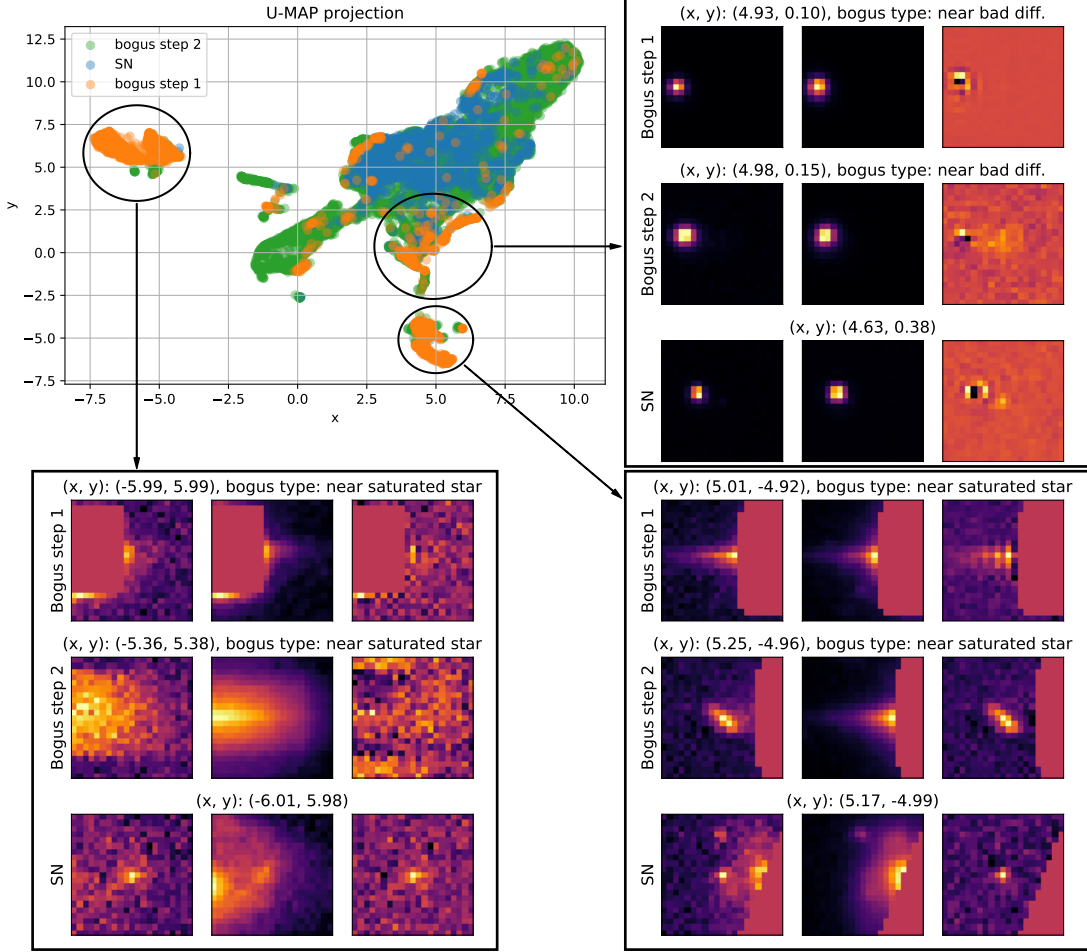 U-MAP projection
bogus step 2
SN
bogus step 1
12.5
10.0
7.5
5.0
2.5
0.0
−2.5
−5.0
−7.5
y
−7.5 −5.0 −2.5 0.0 2.5 5.0 7.5 10.0
x
(x, y): (4.93, 0.10), bogus type: near bad diff.
Bogus step 1
(x, y): (4.98, 0.15), bogus type: near bad diff.
Bogus step 2
(x, y): (4.63, 0.38)
SN
(x, y): (-5.99, 5.99), bogus type: near saturated star
Bogus step 1
(x, y): (-5.36, 5.38), bogus type: near saturated star
Bogus step 2
(x, y): (-6.01, 5.98)
SN
(x, y): (5.01, -4.92), bogus type: near saturated star
Bogus step 1
(x, y): (5.25, -4.96), bogus type: near saturated star
Bogus step 2
(x, y): (5.17, -4.99)
SN